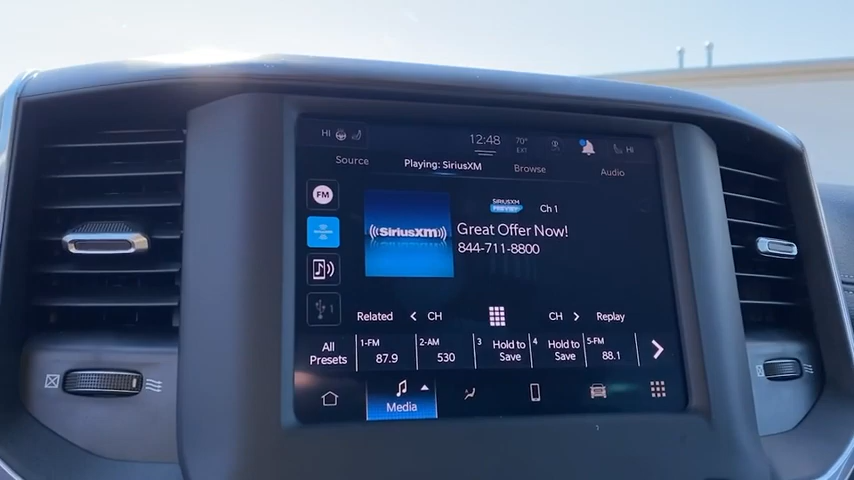 HI
12:48
70°
EXT
HI
Source
Playing: SiriusXM
Browse
Audio
FM
((SiriusXM))
SIRIUSXM
PREVIEW
Ch 1
Great Offer Now!
844-711-8800
1
Related
< CH
CH >
Replay
All Presets
1-FM
87.9
2-AM
530
3
Hold to Save
4
Hold to Save
5-FM
88.1
Media